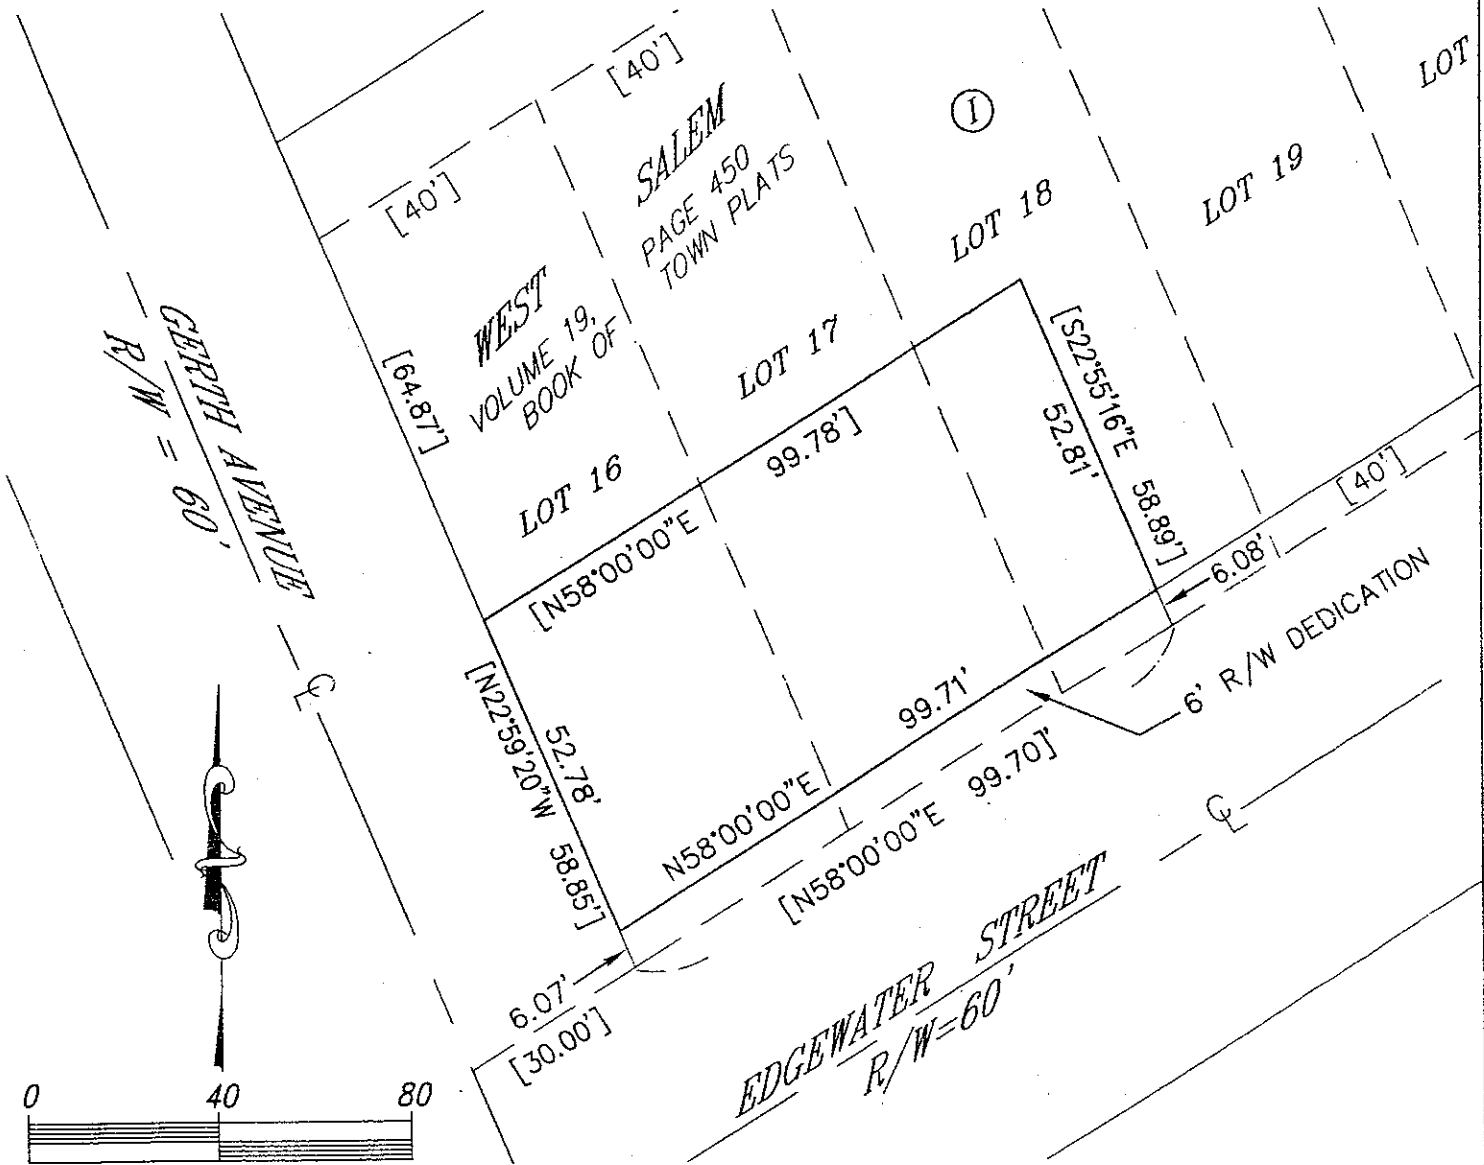 [40']
[40']
LOT
①
SALEM
PAGE 450
TOWN PLATS
LOT 18
LOT 19
WEST
VOLUME 19,
BOOK OF
LOT 17
LOT 16
GERTH AVENUE
R/W = 60'
[64.87']
[N58°00'00"E 99.78']
[S22°55'16"E 58.89']
52.81'
[40']
6.08'
6' R/W DEDICATION
[N22°59'20"W 58.85']
52.78'
N58°00'00"E 99.71'
[N58°00'00"E 99.70']'
℄
℄
6.07'
[30.00']
EDGEWATER STREET
R/W=60'
0 40 80